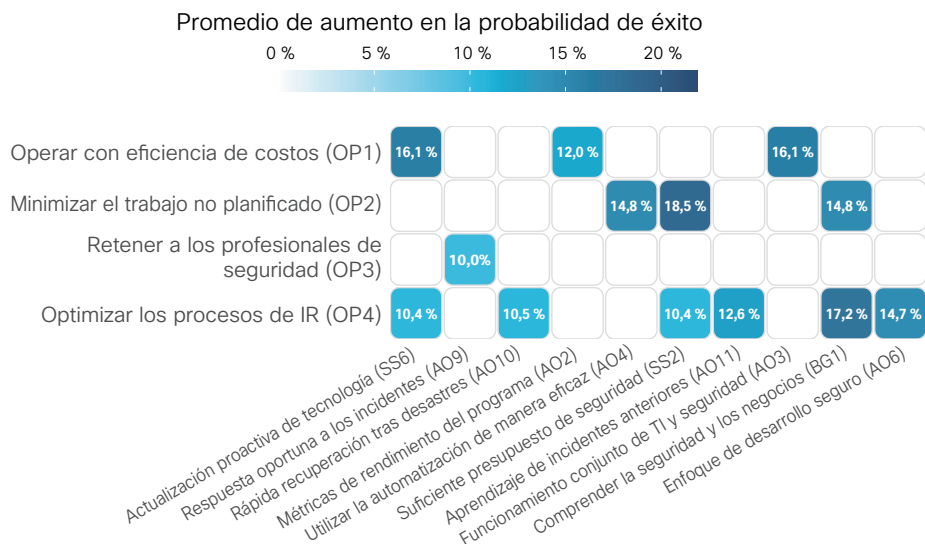 Promedio de aumento en la probabilidad de éxito
0 % 5 % 10 % 15 % 20 %
Operar con eficiencia de costos (OP1) 16,1 % 12,0 % 16,1 %
Minimizar el trabajo no planificado (OP2) 14,8 % 18,5 % 14,8 %
Retener a los profesionales de
seguridad (OP3) 10,0%
Optimizar los procesos de IR (OP4) 10,4 % 10,5 % 10,4 % 12,6 % 17,2 % 14,7 %
Actualización proactiva de tecnología (SS6)
Respuesta oportuna a los incidentes (AO9)
Rápida recuperación tras desastres (AO10)
Métricas de rendimiento del programa (AO2)
Utilizar la automatización de manera eficaz (AO4)
Suficiente presupuesto de seguridad (SS2)
Aprendizaje de incidentes anteriores (AO11)
Funcionamiento conjunto de TI y seguridad (AO3)
Comprender la seguridad y los negocios (BG1)
Enfoque de desarrollo seguro (AO6)